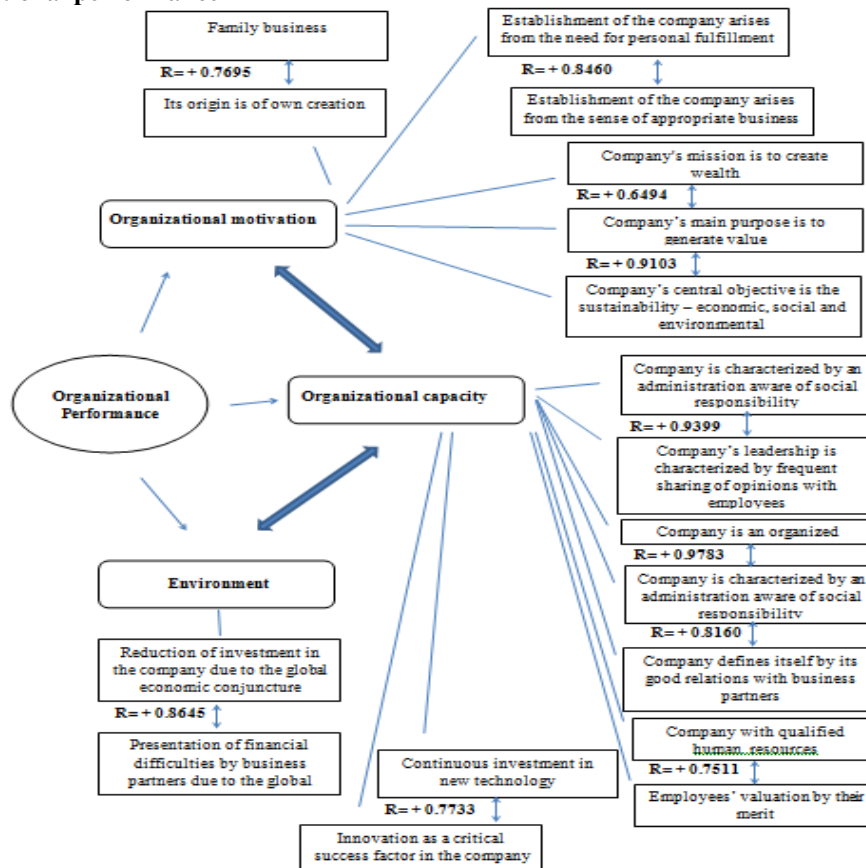 Family business
R= + 0.7695
Its origin is of own creation
Establishment of the company arises
from the need for personal fulfillment
R= + 0.8460
Establishment of the company arises
from the sense of appropriate business
Company's mission is to create
wealth
R= + 0.6494
Company's main purpose is to
generate value
R= + 0.9103
Company's central objective is the
sustainability – economic, social and
environmental
Organizational motivation
Organizational
Performance
Organizational capacity
Company is characterized by an
administration aware of social
responsibility
R= + 0.9399
Company's leadership is
characterized by frequent
sharing of opinions with
employees
Company is an organized
R= + 0.9783
Company is characterized by an
administration aware of social
responsibility
R= + 0.8160
Company defines itself by its
good relations with business
partners
Company with qualified
human resources
R= + 0.7511
Employees' valuation by their
merit
Environment
Reduction of investment in
the company due to the global
economic conjuncture
R= + 0.8645
Presentation of financial
difficulties by business
partners due to the global
Continuous investment in
new technology
R= + 0.7733
Innovation as a critical
success factor in the company